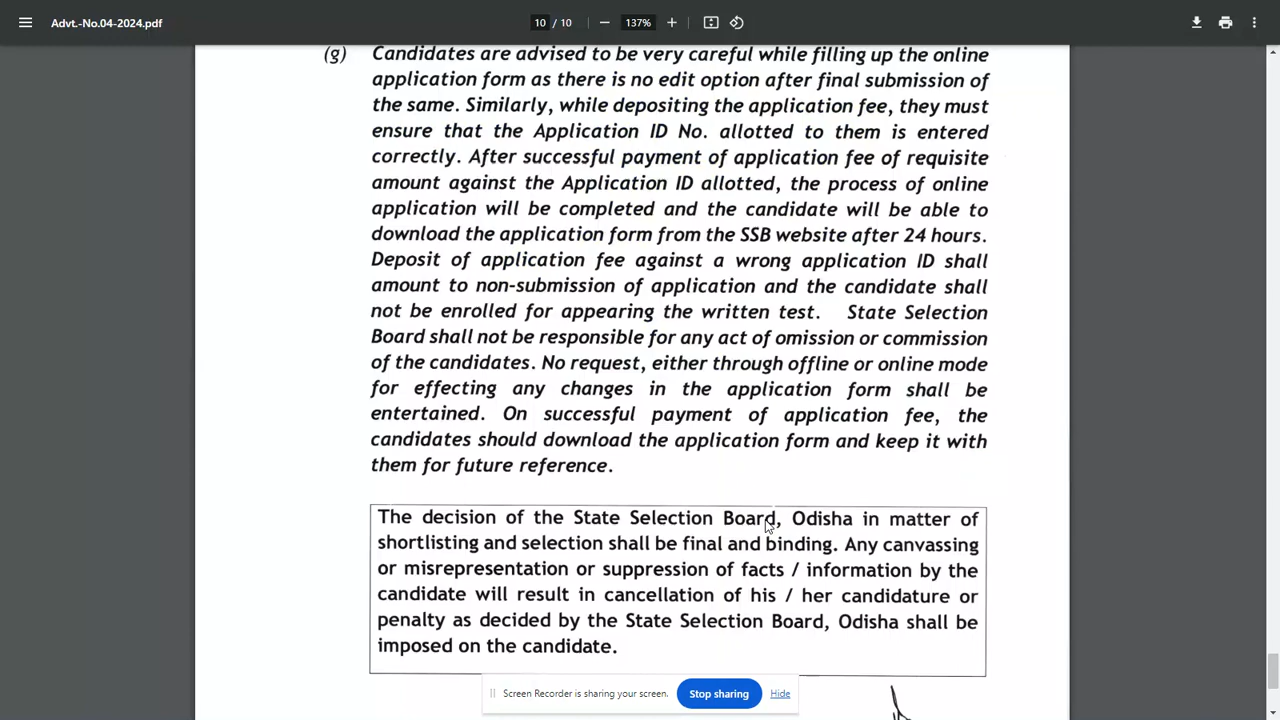 Advt.-No.04-2024.pdf
10 / 10
137%
(g) Candidates are advised to be very careful while filling up the online
application form as there is no edit option after final submission of
the same. Similarly, while depositing the application fee, they must
ensure that the Application ID No. allotted to them is entered
correctly. After successful payment of application fee of requisite
amount against the Application ID allotted, the process of online
application will be completed and the candidate will be able to
download the application form from the SSB website after 24 hours.
Deposit of application fee against a wrong application ID shall
amount to non-submission of application and the candidate shall
not be enrolled for appearing the written test. State Selection
Board shall not be responsible for any act of omission or commission
of the candidates. No request, either through offline or online mode
for effecting any changes in the application form shall be
entertained. On successful payment of application fee, the
candidates should download the application form and keep it with
them for future reference.
The decision of the State Selection Board, Odisha in matter of
shortlisting and selection shall be final and binding. Any canvassing
or misrepresentation or suppression of facts / information by the
candidate will result in cancellation of his / her candidature or
penalty as decided by the State Selection Board, Odisha shall be
imposed on the candidate.
Screen Recorder is sharing your screen.
Stop sharing
Hide